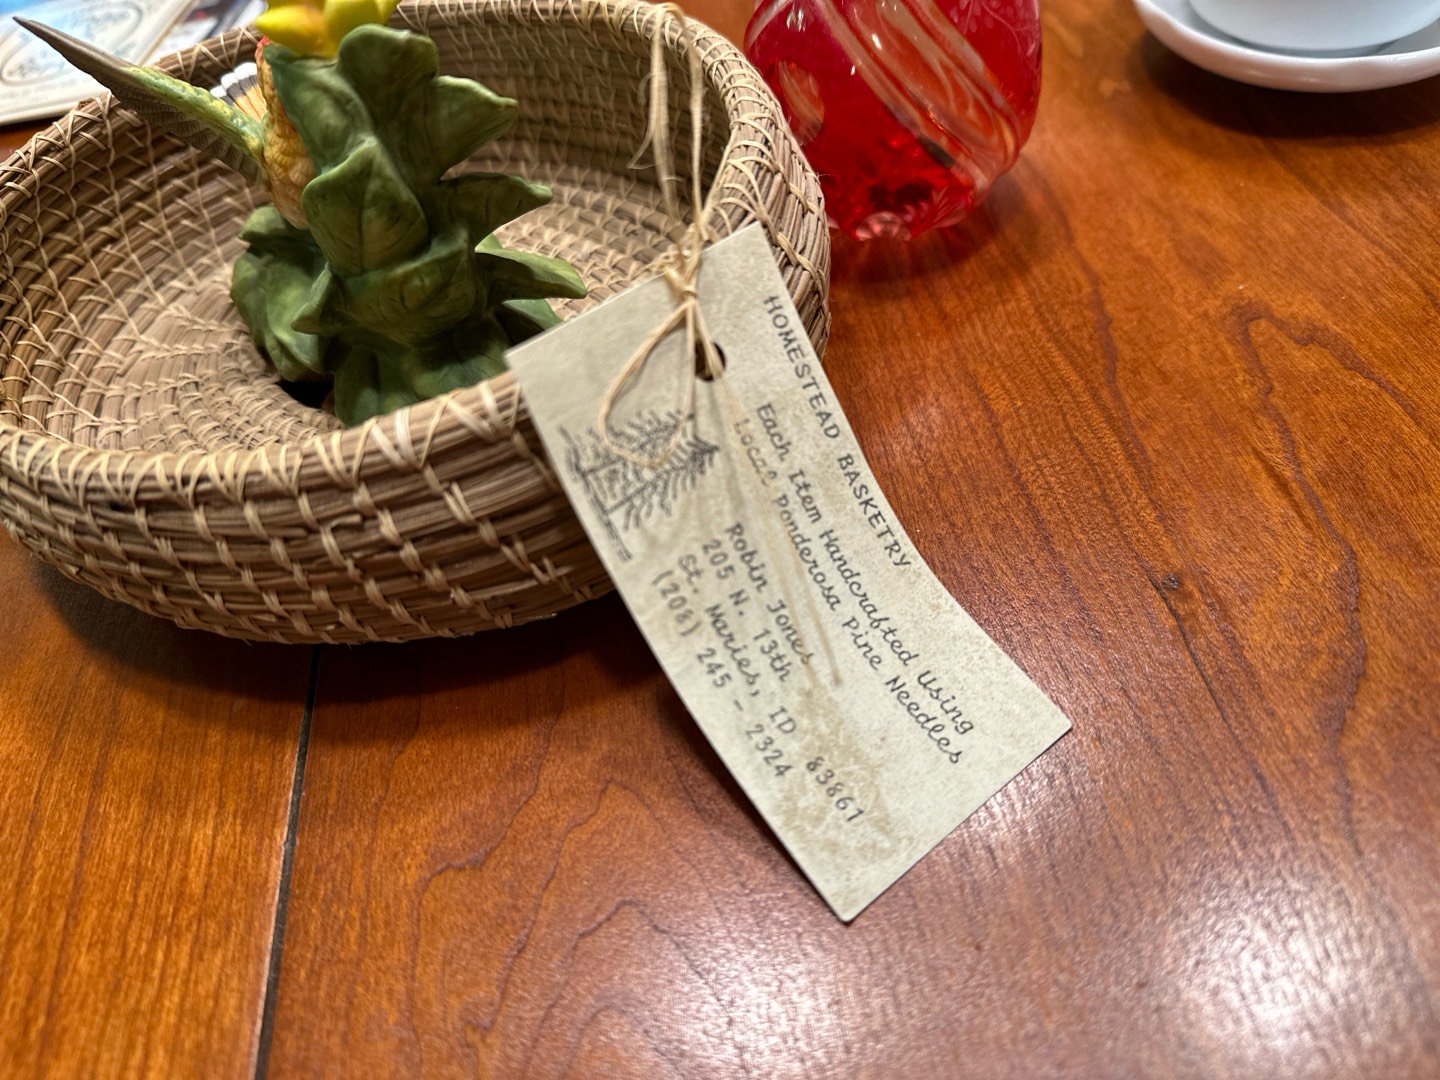 HOMESTEAD BASKETRY
Each Item Handcrafted Using
Local Ponderosa Pine Needles
Robin Jones
205 N. 13th
St. Maries, ID 83861
(208) 245 - 2324